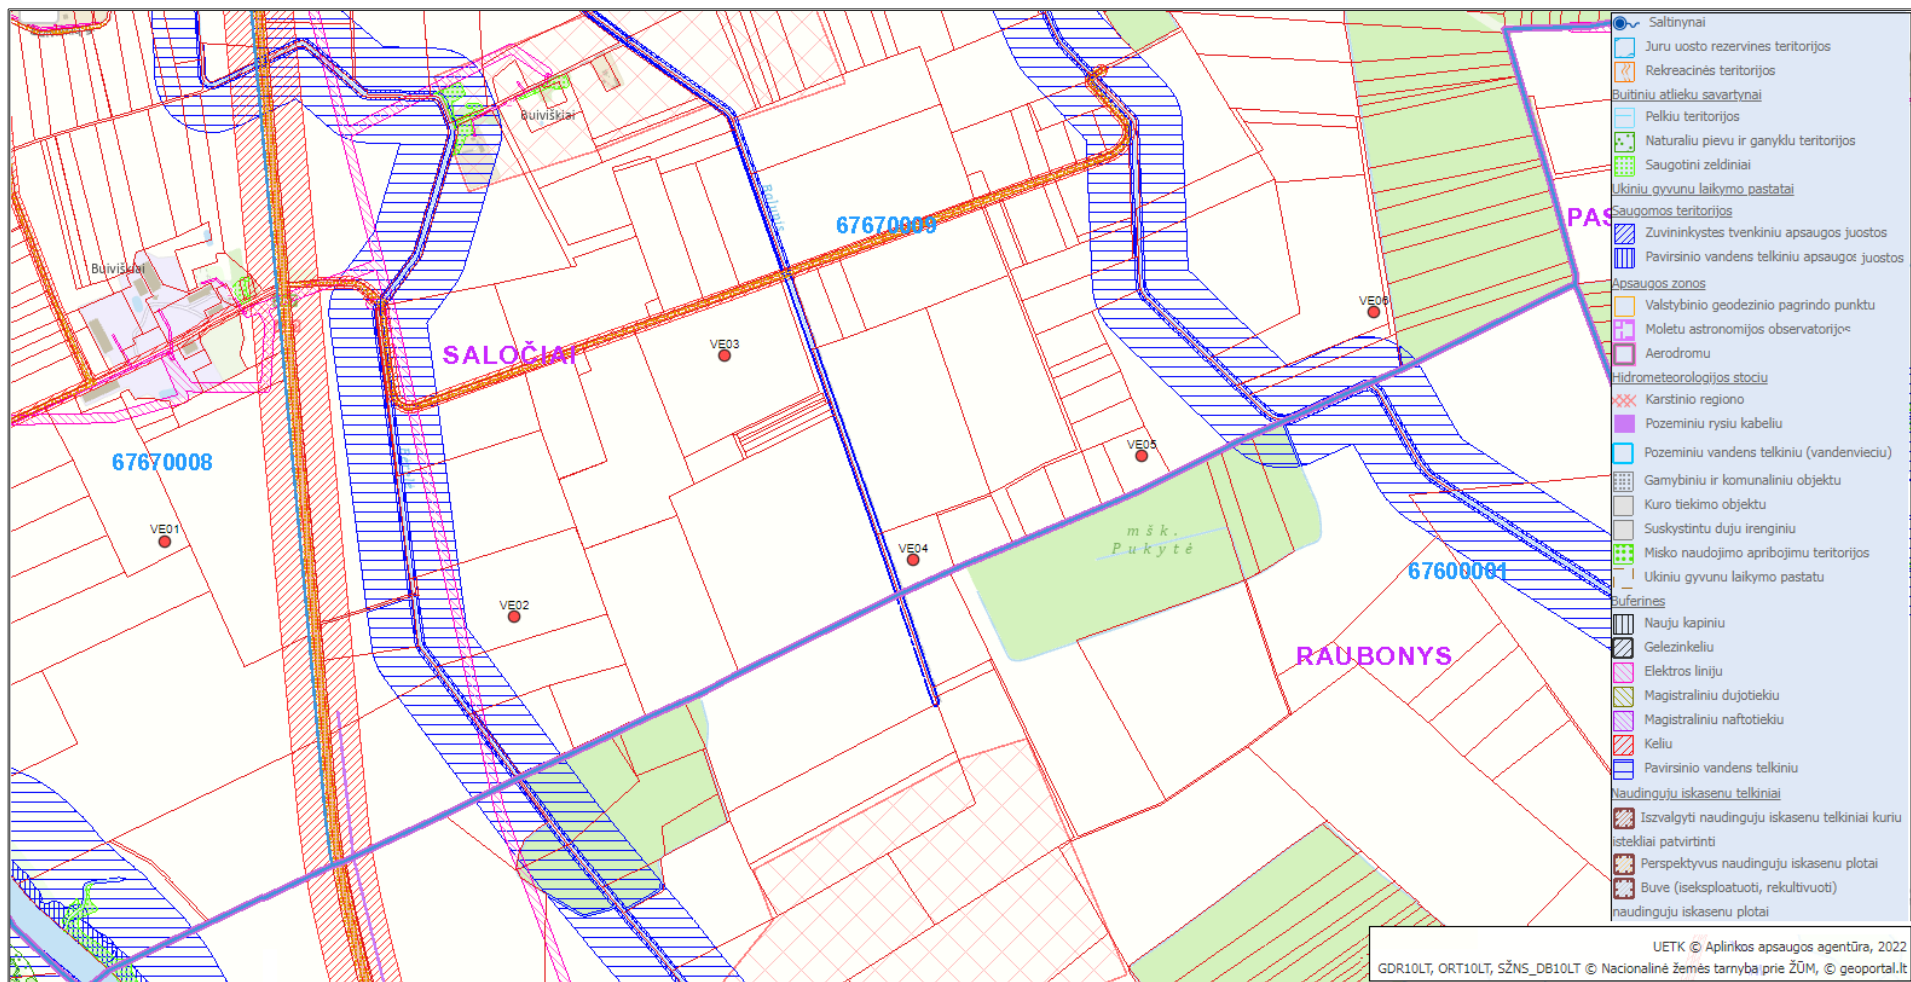 Buiviškiai
Balupis
67670009
PAS
Buiviškiai
VE06
SALOČIAI
VE03
67670008
VE05
VE01
mšk.
Pukytė
VE04
67600001
VE02
RAUBONYS
Saltinynai
Juru uosto rezervines teritorijos
Rekreacinės teritorijos
Buitiniu atlieku savartynai
Pelkiu teritorijos
Naturaliu pievu ir ganyklu teritorijos
Saugotini zeldiniai
Ukiniu gyvunu laikymo pastatai
Saugomos teritorijos
Zuvininkystes tvenkiniu apsaugos juostos
Pavirsinio vandens telkiniu apsaugos juostos
Apsaugos zonos
Valstybinio geodezinio pagrindo punktu
Moletu astronomijos observatorijos
Aerodromu
Hidrometeorologijos stociu
Karstinio regiono
Pozeminiu rysiu kabeliu
Pozeminiu vandens telkiniu (vandenvieciu)
Gamybiniu ir komunaliniu objektu
Kuro tiekimo objektu
Suskystintu duju irenginiu
Misko naudojimo apribojimu teritorijos
Ukiniu gyvunu laikymo pastatu
Buferines
Nauju kapiniu
Gelezinkeliu
Elektros liniju
Magistraliniu dujotiekiu
Magistraliniu naftotiekiu
Keliu
Pavirsinio vandens telkiniu
Naudinguju iskasenu telkiniai
Iszvalgyti naudinguju iskasenu telkiniai kuriu
istekliai patvirtinti
Perspektyvus naudinguju iskasenu plotai
Buve (iseksploatuoti, rekultivuoti)
naudinguju iskasenu plotai
UETK © Aplinkos apsaugos agentūra, 2022
GDR10LT, ORT10LT, SŽNS_DB10LT © Nacionalinė žemės tarnyba prie ŽŪM, © geoportal.lt